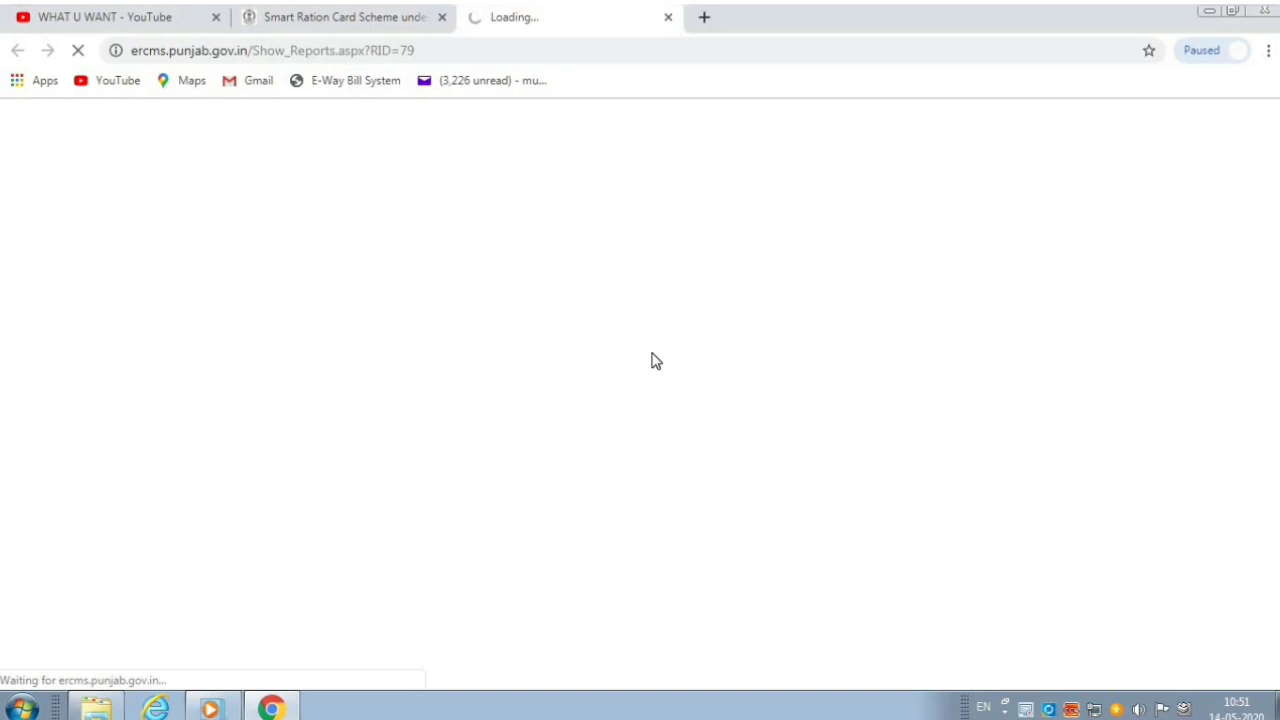 WHAT U WANT - YouTube
Smart Ration Card Scheme unde
Loading...
ercms.punjab.gov.in/Show_Reports.aspx?RID=79
Paused
Apps
YouTube
Maps
Gmail
E-Way Bill System
(3,226 unread) - mu...
Waiting for ercms.punjab.gov.in...
EN
10:51
14-05-2020